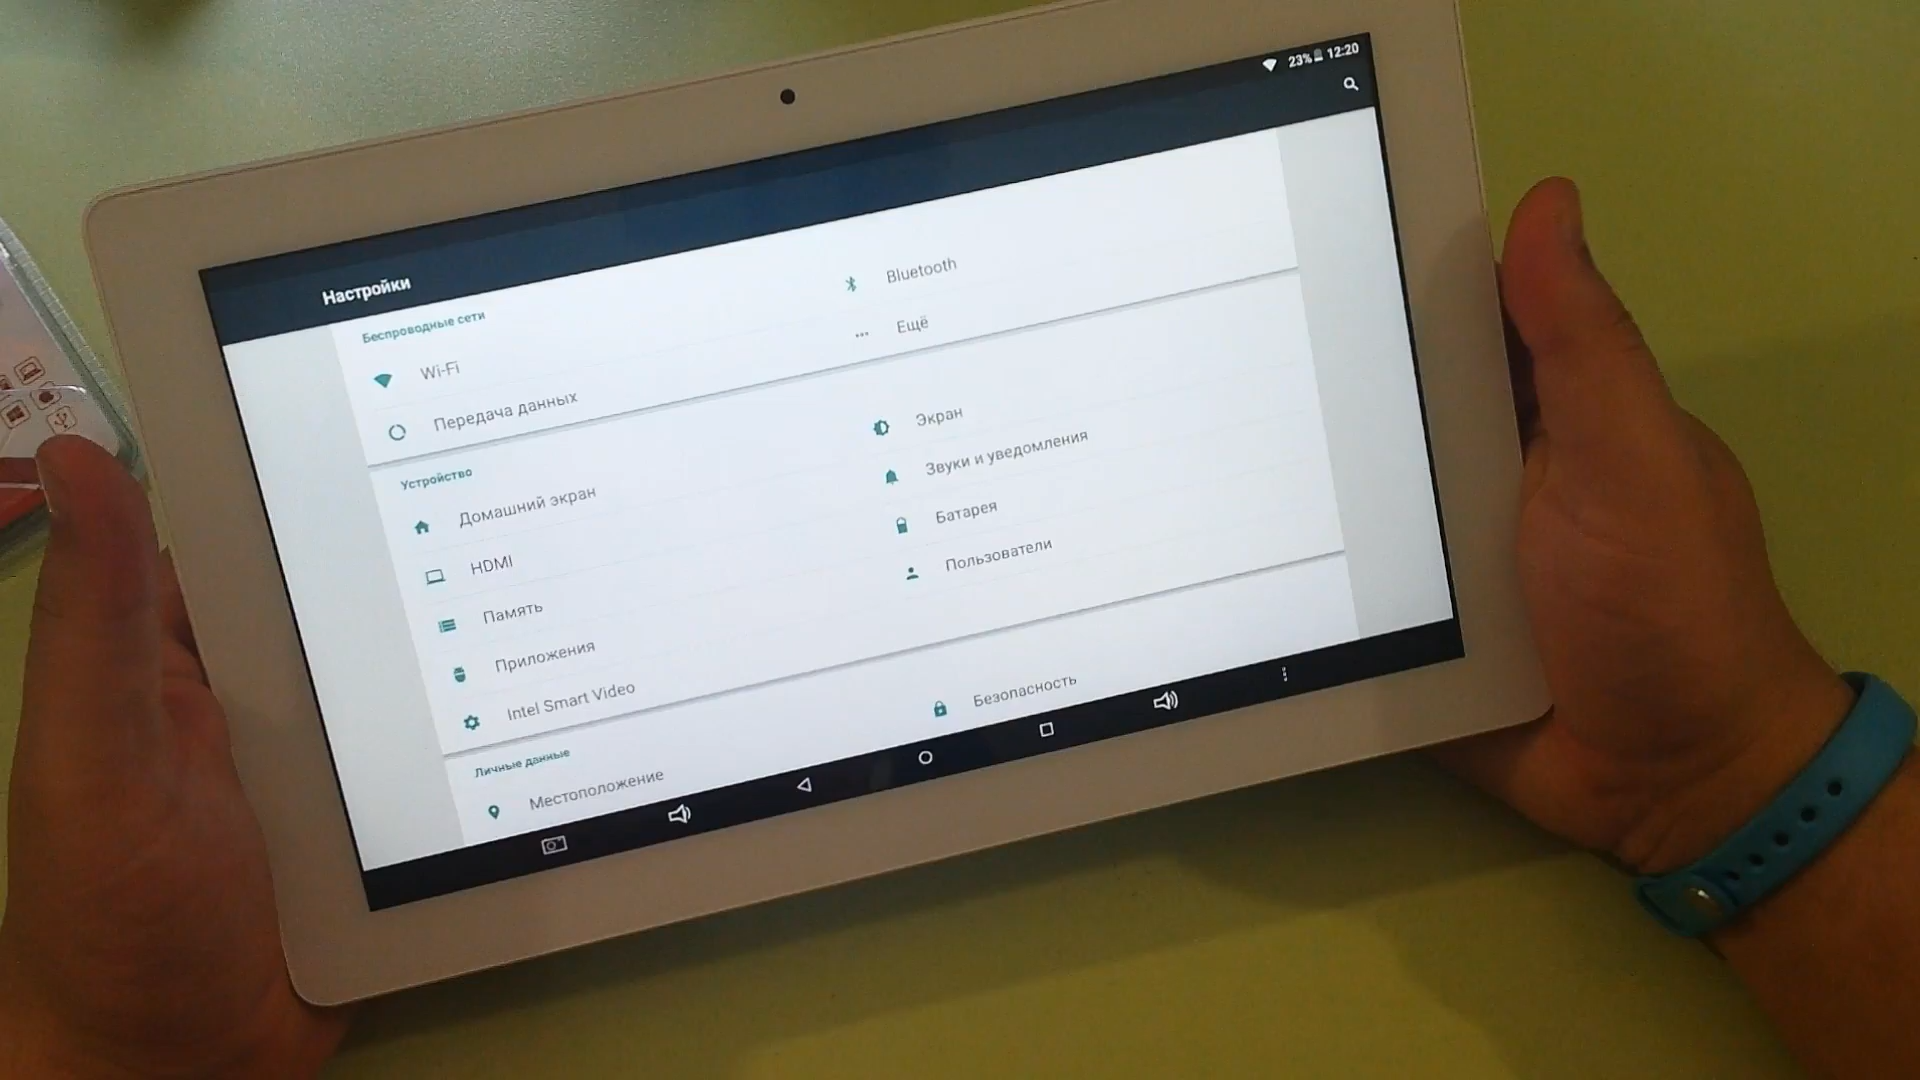 23% 12:20
Настройки
Беспроводные сети
Wi-Fi
Bluetooth
Передача данных
Ещё
Устройство
Домашний экран
Экран
HDMI
Звуки и уведомления
Память
Батарея
Приложения
Пользователи
Intel Smart Video
Личные данные
Местоположение
Безопасность